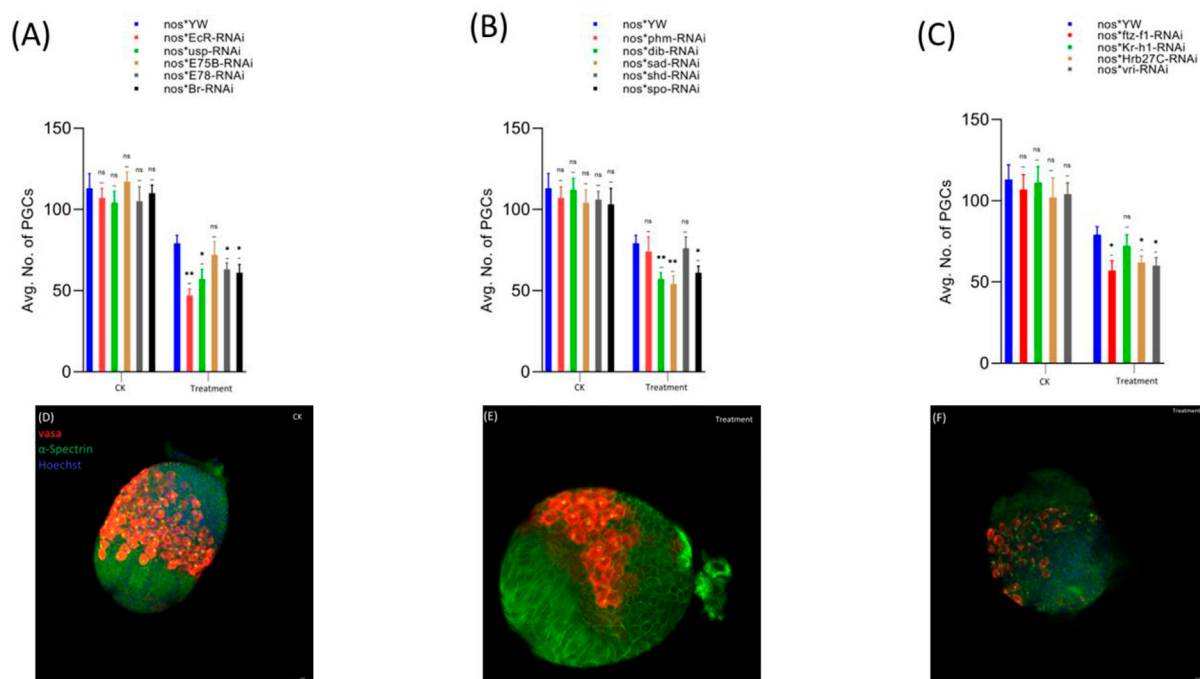 (A)
nos*YW
nos*EcR-RNAi
nos*usp-RNAi
nos*E75B-RNAi
nos*E78-RNAi
nos*Br-RNAi
Avg. No. of PGCs
150
100
50
0
ns
ns
ns
ns
ns
**
*
ns
*
*
CK
Treatment
(B)
nos*YW
nos*phm-RNAi
nos*dib-RNAi
nos*sad-RNAi
nos*shd-RNAi
nos*spo-RNAi
Avg. No. of PGCs
150
100
50
0
ns
ns
ns
ns
ns
**
**
*
CK
Treatment
(C)
nos*YW
nos*ftz-f1-RNAi
nos*Kr-h1-RNAi
nos*Hrb27C-RNAi
nos*vri-RNAi
Avg. No. of PGCs
150
100
50
0
ns
ns
ns
ns
*
ns
*
*
CK
Treatment
(D)
CK
vasa
α-Spectrin
Hoechst
(E)
Treatment
(F)
Treatment